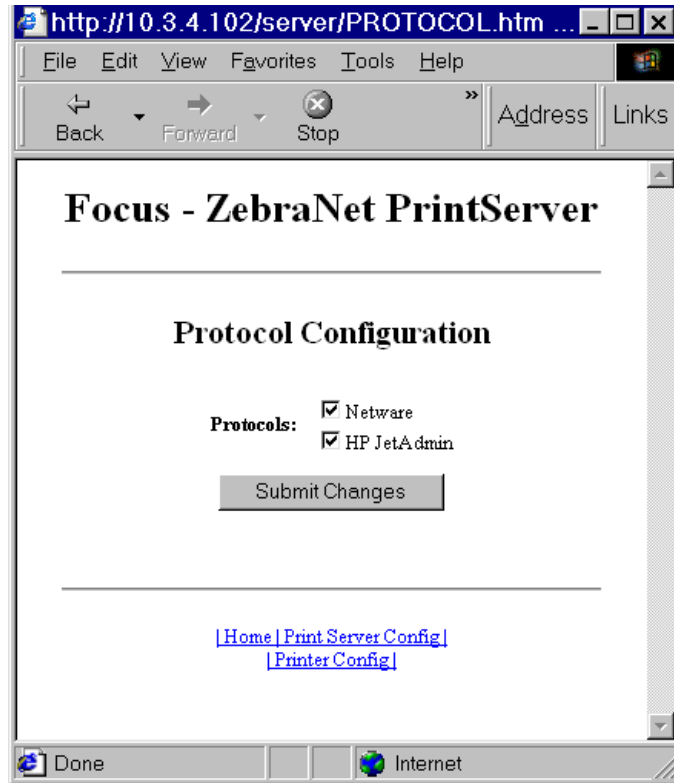 http://10.3.4.102/server/PROTOCOL.htm ...
File Edit View Favorites Tools Help
Back Forward Stop » Address Links
Focus - ZebraNet PrintServer
Protocol Configuration
Protocols:
Netware
HP JetAdmin
Submit Changes
| Home | Print Server Config |
| Printer Config |
Done Internet